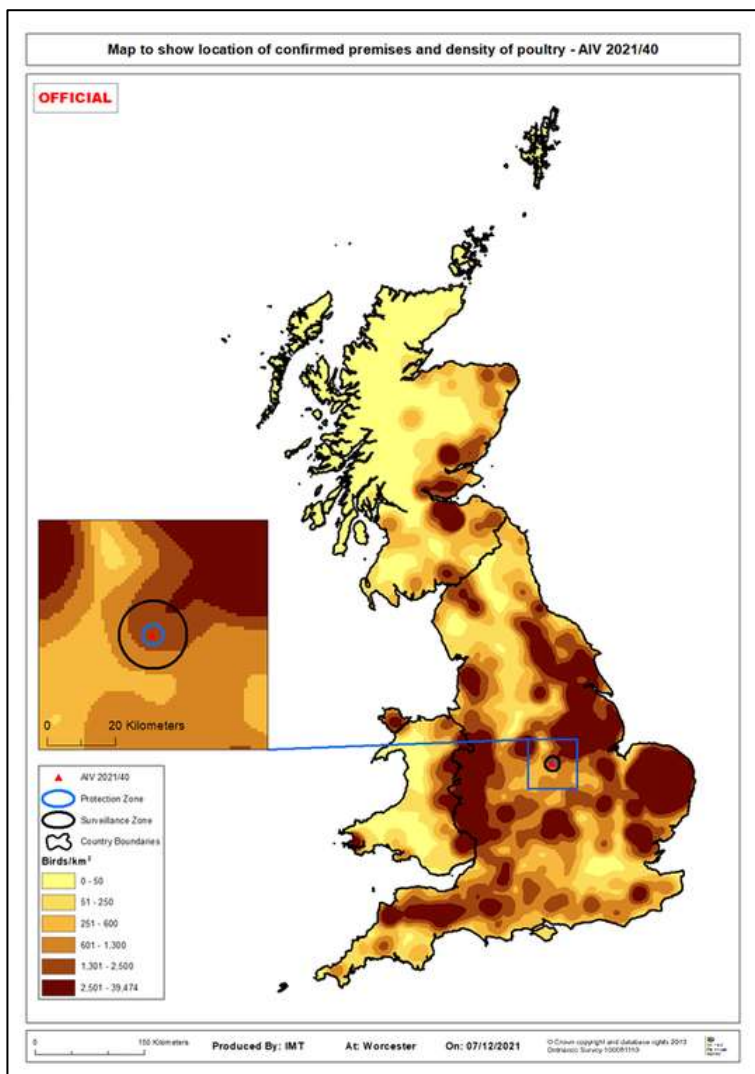 Map to show location of confirmed premises and density of poultry - AIV 2021/40
OFFICIAL
0 20 Kilometers
AIV 2021/40
Protection Zone
Surveillance Zone
Country Boundaries
Birds/km²
0 - 50
51 - 250
251 - 600
601 - 1,300
1,301 - 2,500
2,501 - 39,474
0 150 Kilometers
Produced By: IMT
At: Worcester
On: 07/12/2021
© Crown copyright and database rights
Ordnance Survey